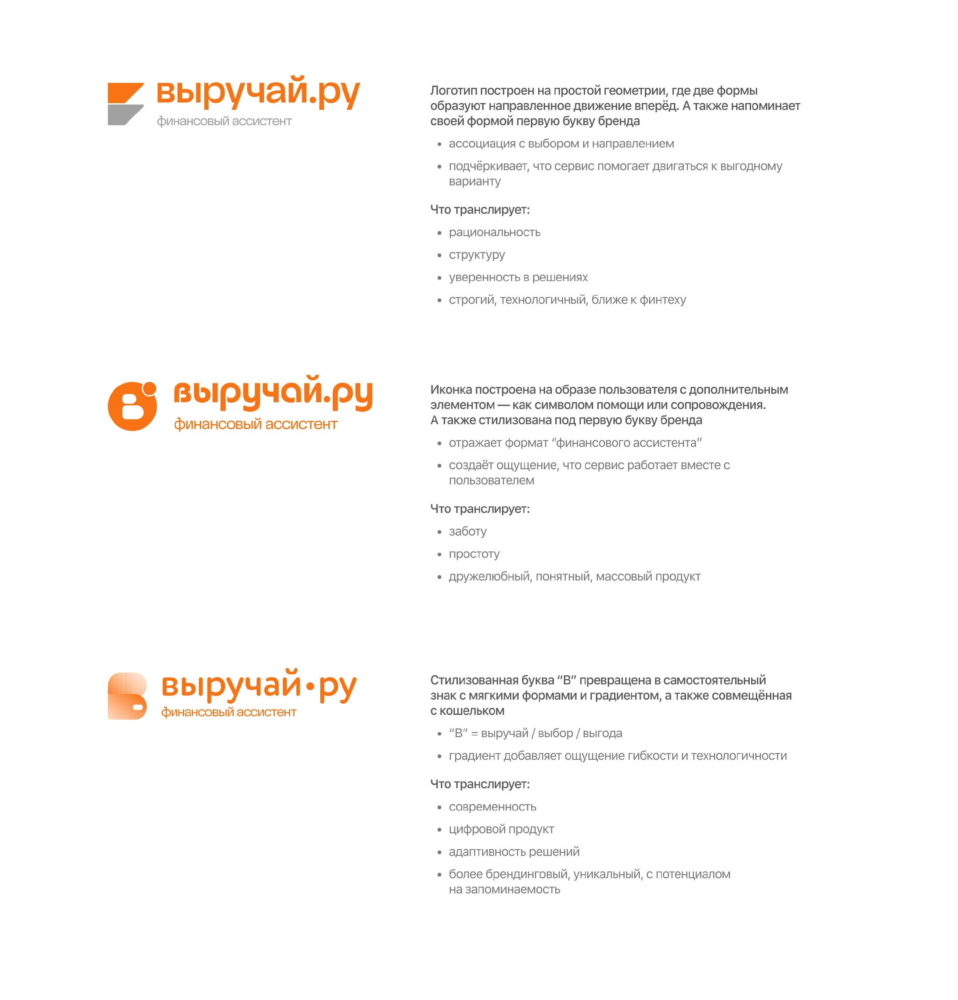 выручай.ру
финансовый ассистент
Логотип построен на простой геометрии, где две формы
образуют направленное движение вперёд. А также напоминает
своей формой первую букву бренда
• ассоциация с выбором и направлением
• подчёркивает, что сервис помогает двигаться к выгодному
варианту
Что транслирует:
• рациональность
• структуру
• уверенность в решениях
• строгий, технологичный, ближе к финтеху
В
выручай.ру
финансовый ассистент
Иконка построена на образе пользователя с дополнительным
элементом — как символом помощи или сопровождения.
А также стилизована под первую букву бренда
• отражает формат “финансового ассистента”
• создаёт ощущение, что сервис работает вместе с
пользователем
Что транслирует:
• заботу
• простоту
• дружелюбный, понятный, массовый продукт
В
выручай•ру
финансовый ассистент
Стилизованная буква “В” превращена в самостоятельный
знак с мягкими формами и градиентом, а также совмещённая
с кошельком
• “В” = выручай / выбор / выгода
• градиент добавляет ощущение гибкости и технологичности
Что транслирует:
• современность
• цифровой продукт
• адаптивность решений
• более брендинговый, уникальный, с потенциалом
на запоминаемость